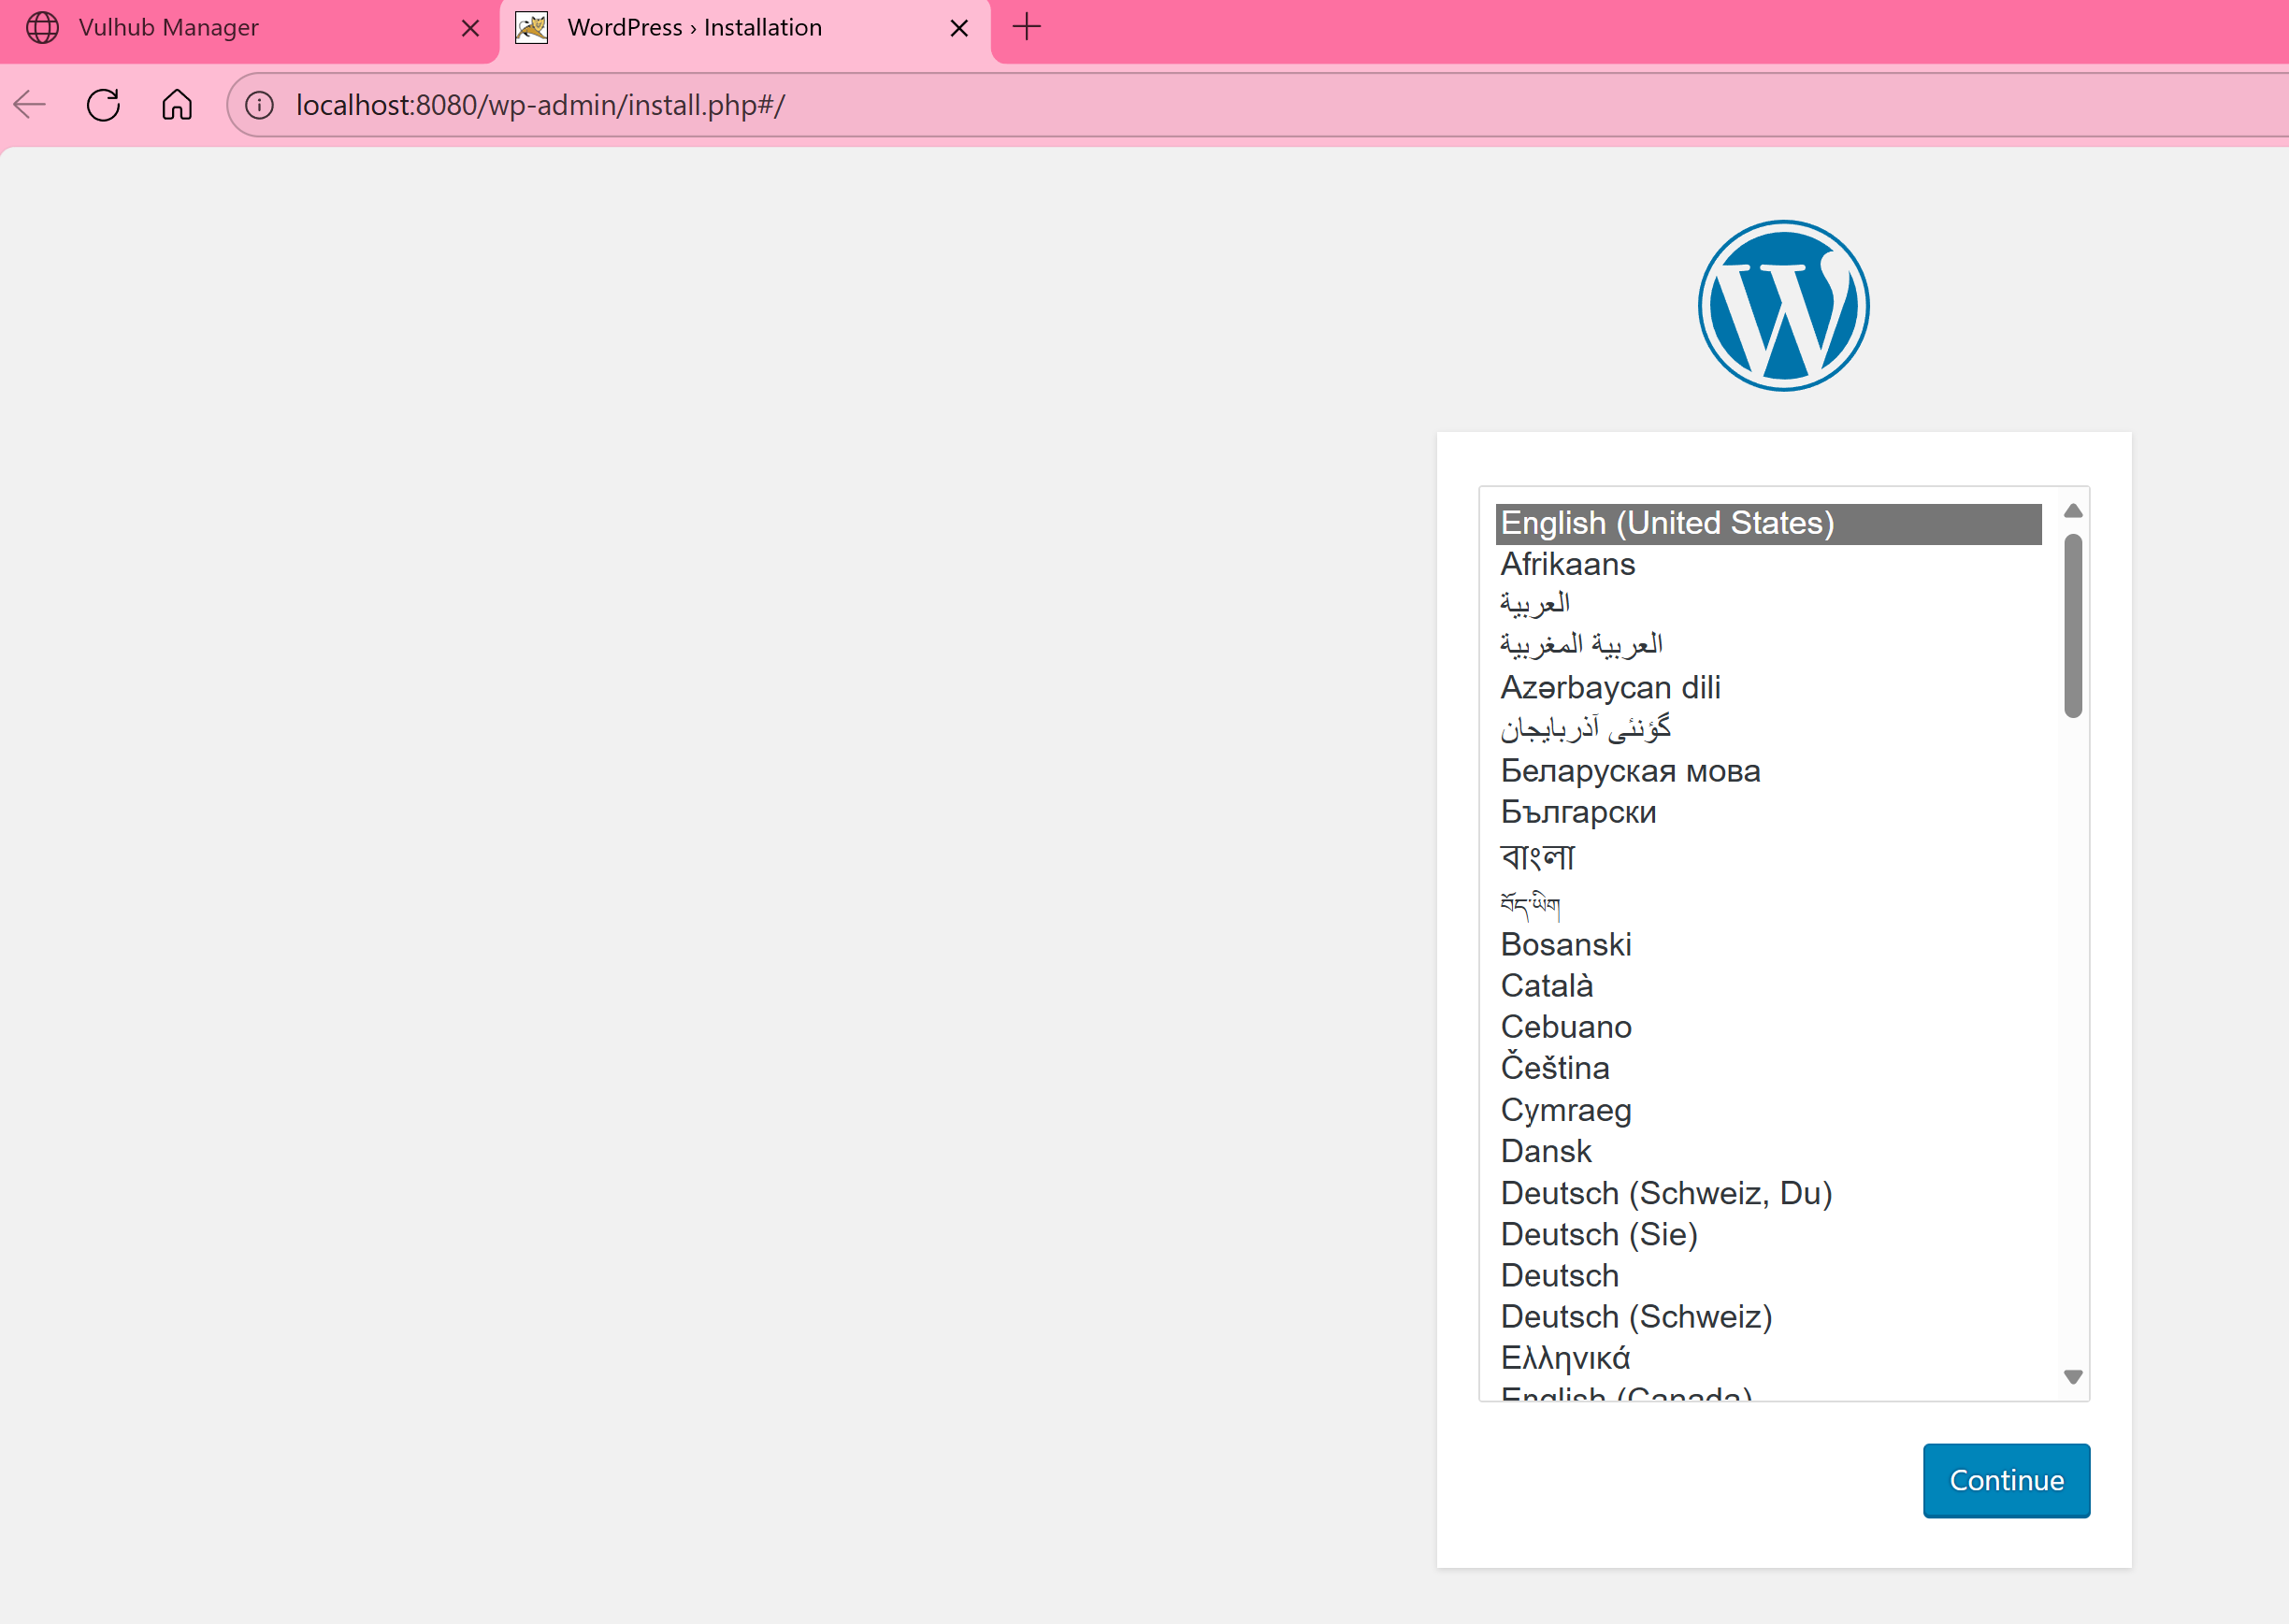 Vulhub Manager
WordPress › Installation
localhost:8080/wp-admin/install.php#/
English (United States)
Afrikaans
العربية
العربية المغربية
Azərbaycan dili
گؤنئی آذربایجان
Беларуская мова
Български
বাংলা
བོད་ཡིག
Bosanski
Català
Cebuano
Čeština
Cymraeg
Dansk
Deutsch (Schweiz, Du)
Deutsch (Sie)
Deutsch
Deutsch (Schweiz)
Ελληνικά
English (Canada)
Continue